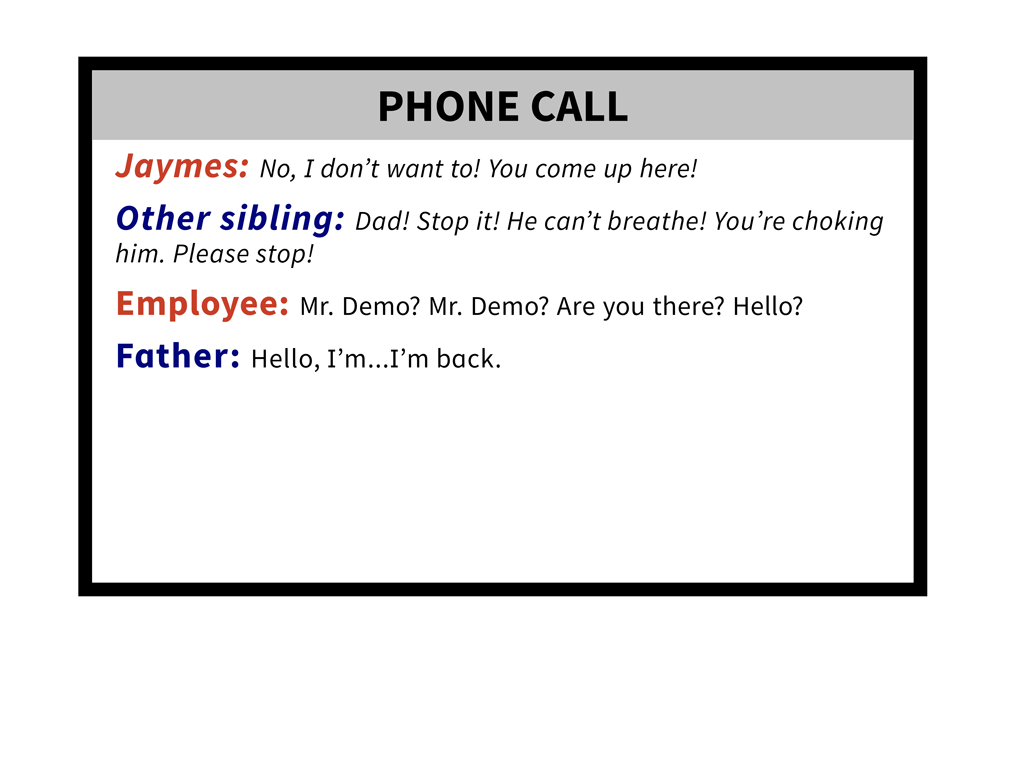 PHONE CALL
Jaymes: No, I don’t want to! You come up here!
Other sibling: Dad! Stop it! He can’t breathe! You’re choking
him. Please stop!
Employee: Mr. Demo? Mr. Demo? Are you there? Hello?
Father: Hello, I’m...I’m back.